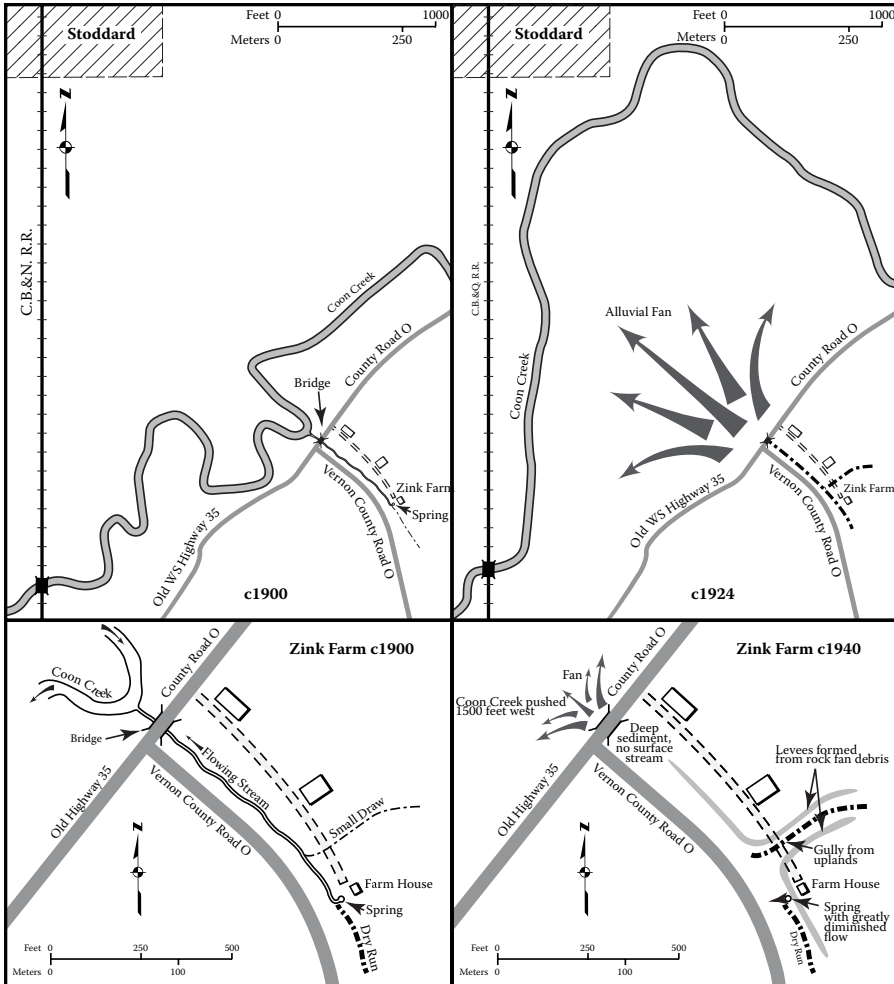 Stoddard
Feet 0 1000
Meters 0 250
N
C.B.&N. R.R.
Coon Creek
County Road O
Bridge
Zink Farm
Spring
Vernon County Road O
Old WS Highway 35
c1900
Stoddard
Feet 0 1000
Meters 0 250
N
C.B.&Q. R.R.
Alluvial Fan
Coon Creek
County Road O
Zink Farm
Vernon County Road O
Old WS Highway 35
c1924
Zink Farm c1900
County Road O
Coon Creek
Bridge
Flowing Stream
Old Highway 35
Vernon County Road O
Small Draw
N
Farm House
Spring
Dry Run
Feet 0 250 500
Meters 0 100
Zink Farm c1940
County Road O
Fan
Coon Creek pushed
1500 feet west
Deep
sediment,
no surface
stream
Levees formed
from rock fan debris
Old Highway 35
Vernon County Road O
N
Gully from
uplands
Farm House
Spring
with greatly
diminished
flow
Dry Run
Feet 0 250 500
Meters 0 100